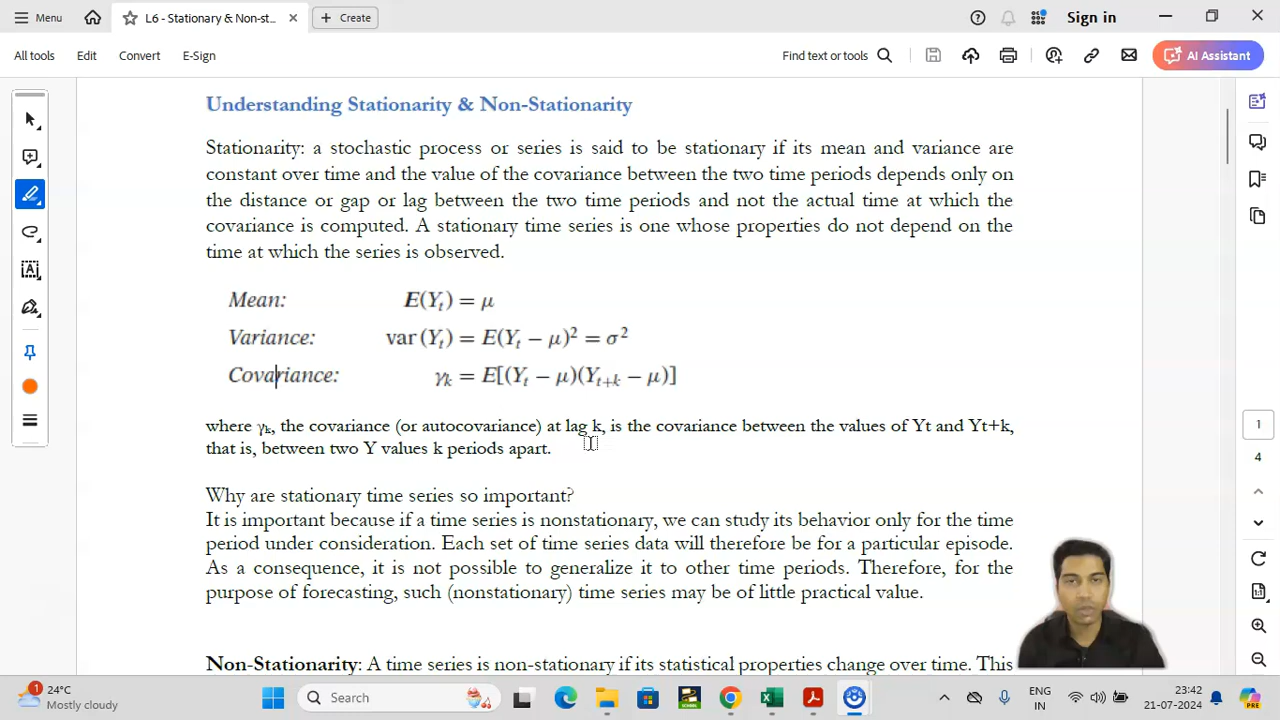 Menu
L6 - Stationary & Non-st...
Create
Sign in
All tools
Edit
Convert
E-Sign
Find text or tools
AI Assistant
Understanding Stationarity & Non-Stationarity
Stationarity: a stochastic process or series is said to be stationary if its mean and variance are
constant over time and the value of the covariance between the two time periods depends only on
the distance or gap or lag between the two time periods and not the actual time at which the
covariance is computed. A stationary time series is one whose properties do not depend on the
time at which the series is observed.
Mean: E(Yₜ) = μ
Variance: var (Yₜ) = E(Yₜ − μ)² = σ²
Covariance: γₖ = E[(Yₜ − μ)(Yₜ₊ₖ − μ)]
where γₖ, the covariance (or autocovariance) at lag k, is the covariance between the values of Yt and Yt+k,
that is, between two Y values k periods apart.
Why are stationary time series so important?
It is important because if a time series is nonstationary, we can study its behavior only for the time
period under consideration. Each set of time series data will therefore be for a particular episode.
As a consequence, it is not possible to generalize it to other time periods. Therefore, for the
purpose of forecasting, such (nonstationary) time series may be of little practical value.
Non-Stationarity: A time series is non-stationary if its statistical properties change over time. This
1
4
1
24°C
Mostly cloudy
Search
ENG
IN
23:42
21-07-2024
PRE